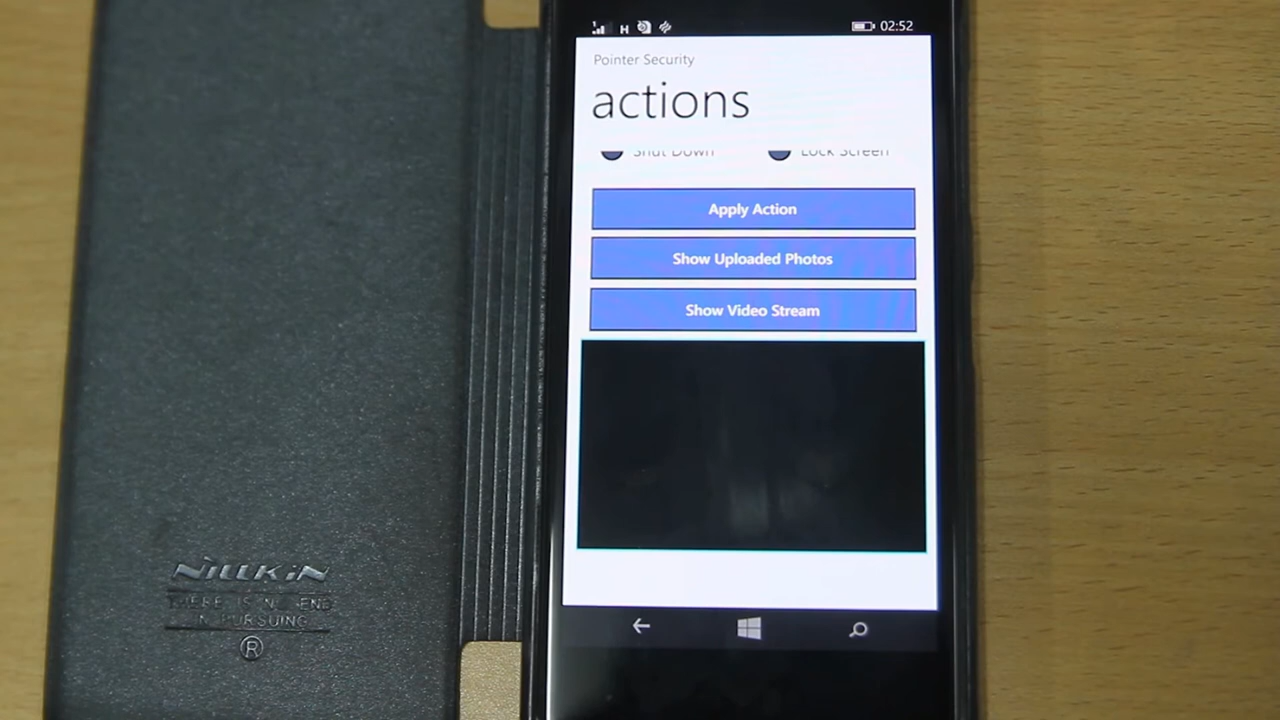 H
02:52
Pointer Security
actions
Shut Down
Lock Screen
Apply Action
Show Uploaded Photos
Show Video Stream
NILLKIN
THERE IS NO END
IN PURSUING
®